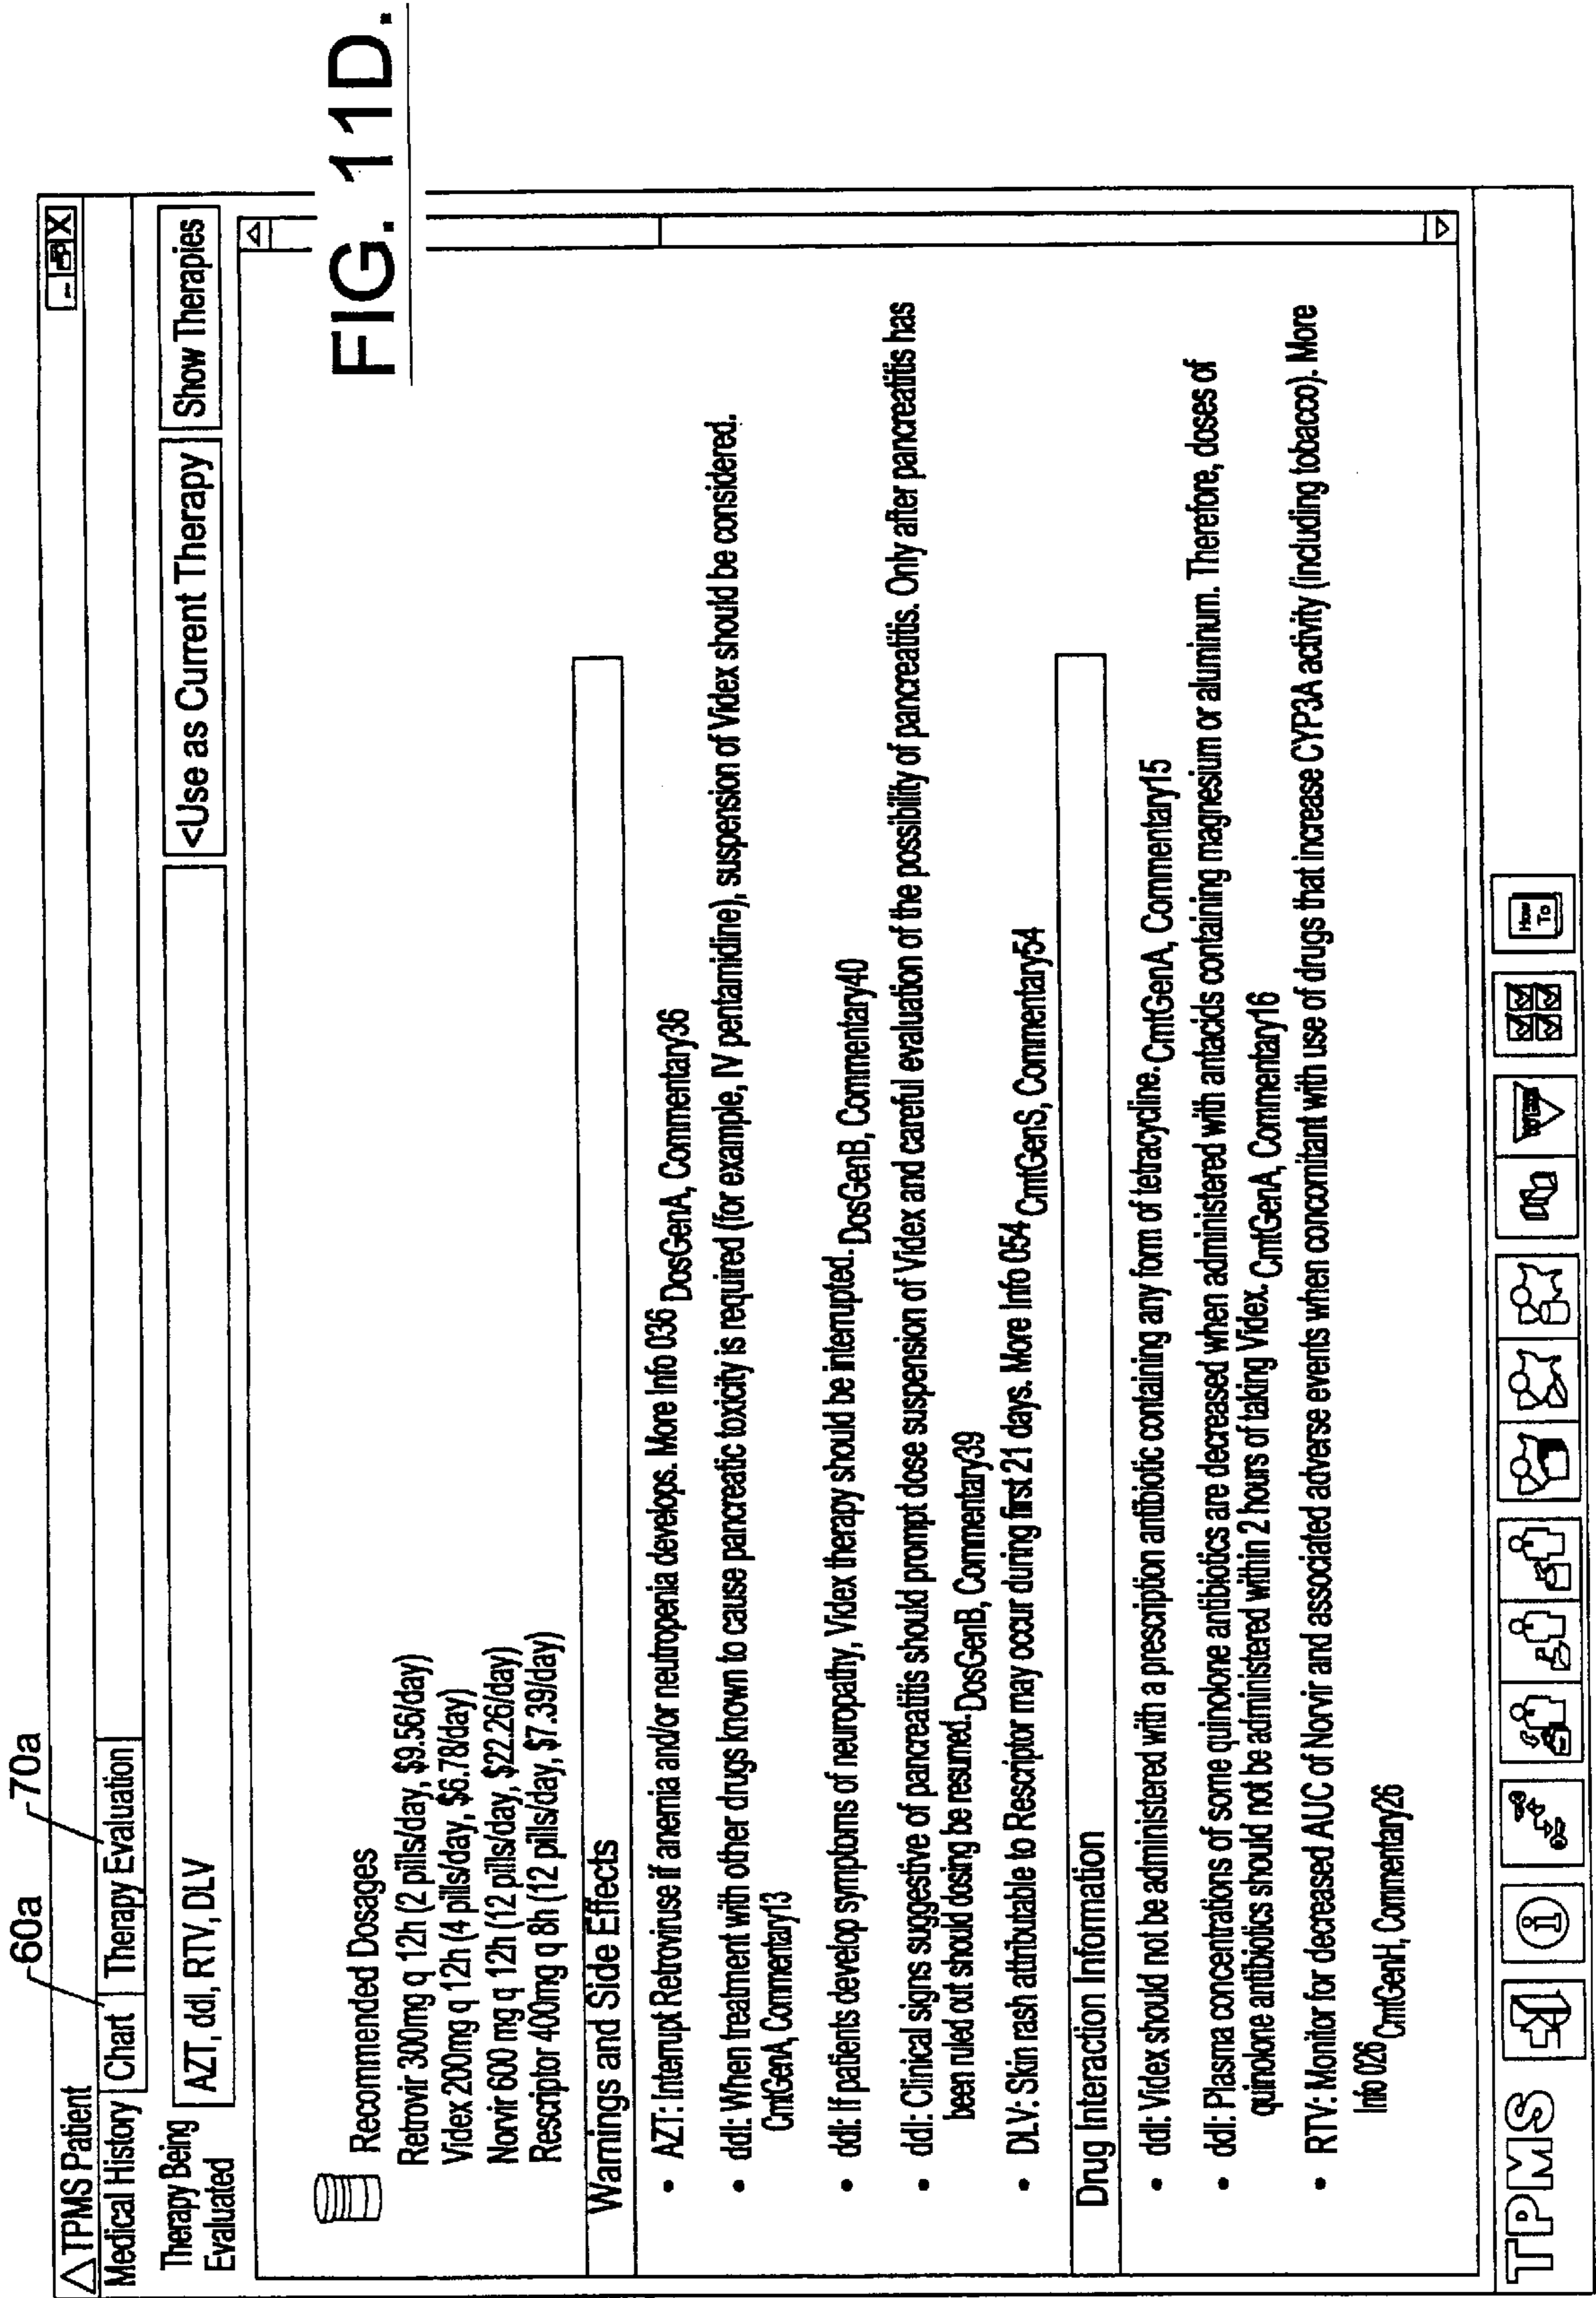 FIG. 11D.
60a
70a
TPMS Patient
Medical History Chart Therapy Evaluation
Therapy Being
Evaluated
AZT, ddI, RTV, DLV
<Use as Current Therapy
Show Therapies
Recommended Dosages
Retrovir 300mg q 12h (2 pills/day, $9.56/day)
Videx 200mg q 12h (4 pills/day, $6.78/day)
Norvir 600 mg q 12h (12 pills/day, $22.26/day)
Rescriptor 400mg q 8h (12 pills/day, $7.39/day)
Warnings and Side Effects
• AZT: Interrupt Retroviruse if anemia and/or neutropenia develops. More Info 036 DosGenA, Commentary36
• ddI: When treatment with other drugs known to cause pancreatic toxicity is required (for example, IV pentamidine), suspension of Videx should be considered.
CmtGenA, Commentary13
• ddI: If patients develop symptoms of neuropathy, Videx therapy should be interrupted. DosGenB, Commentary40
• ddI: Clinical signs suggestive of pancreatitis should prompt dose suspension of Videx and careful evaluation of the possibility of pancreatitis. Only after pancreatitis has
been ruled out should dosing be resumed. DosGenB, Commentary39
• DLV: Skin rash attributable to Rescriptor may occur during first 21 days. More Info 054 CmtGenS, Commentary54
Drug Interaction Information
• ddI: Videx should not be administered with a prescription antibiotic containing any form of tetracycline. CmtGenA, Commentary15
• ddI: Plasma concentrations of some quinolone antibiotics are decreased when administered with antacids containing magnesium or aluminum. Therefore, doses of
quinolone antibiotics should not be administered within 2 hours of taking Videx. CmtGenA, Commentary16
• RTV: Monitor for decreased AUC of Norvir and associated adverse events when concomitant with use of drugs that increase CYP3A activity (including tobacco). More
Info 026 CmtGenH, Commentary26
TPMS
WEB
How
To